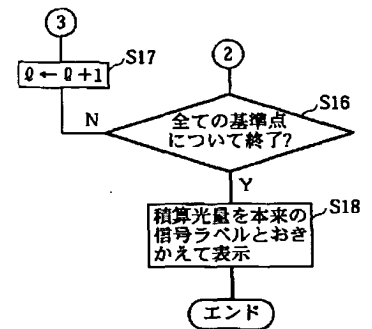 3
S17
ℓ ← ℓ+1
2
S16
全ての基準点
について終了?
N
Y
S18
積算光量を本来の
信号ラベルとおき
かえて表示
エンド